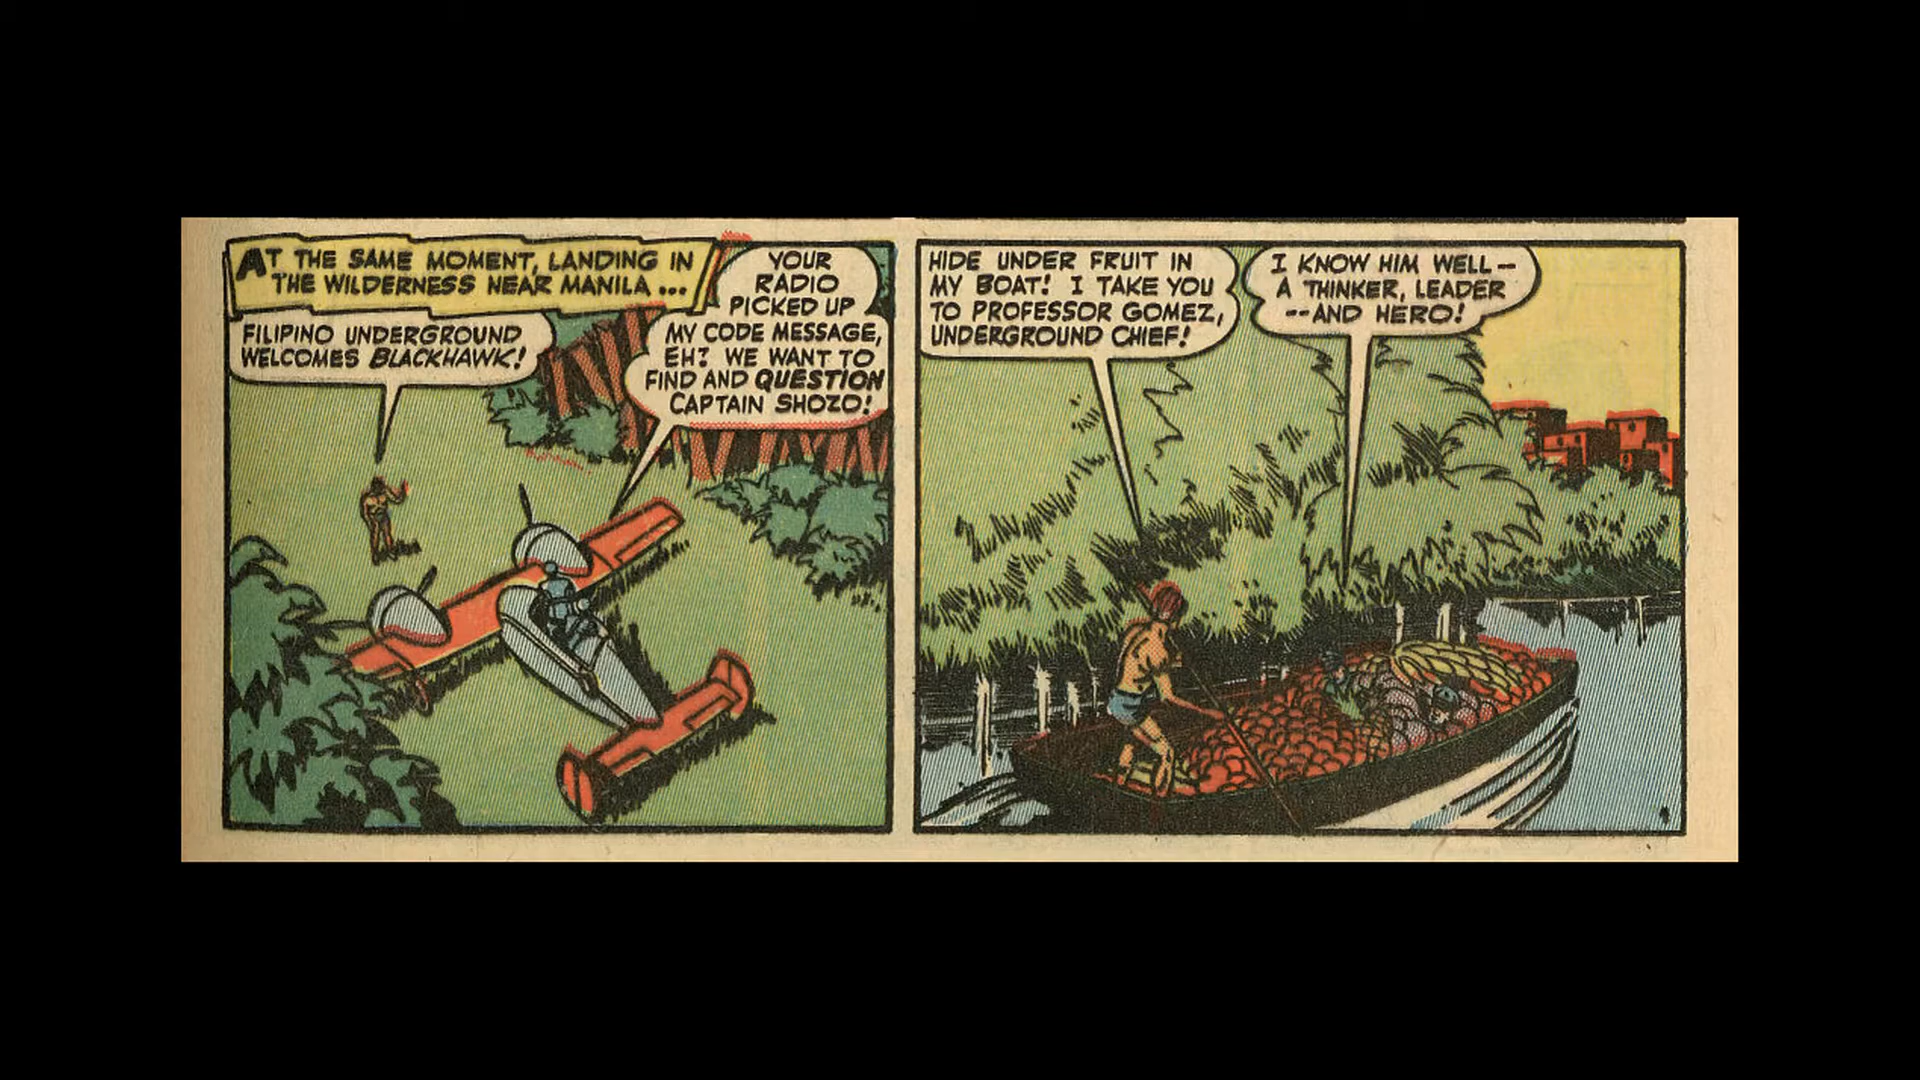 AT THE SAME MOMENT, LANDING IN
THE WILDERNESS NEAR MANILA ...
FILIPINO UNDERGROUND
WELCOMES BLACKHAWK!
YOUR
RADIO
PICKED UP
MY CODE MESSAGE,
EH? WE WANT TO
FIND AND QUESTION
CAPTAIN SHOZO!
HIDE UNDER FRUIT IN
MY BOAT! I TAKE YOU
TO PROFESSOR GOMEZ,
UNDERGROUND CHIEF!
I KNOW HIM WELL—
A THINKER, LEADER
--AND HERO!